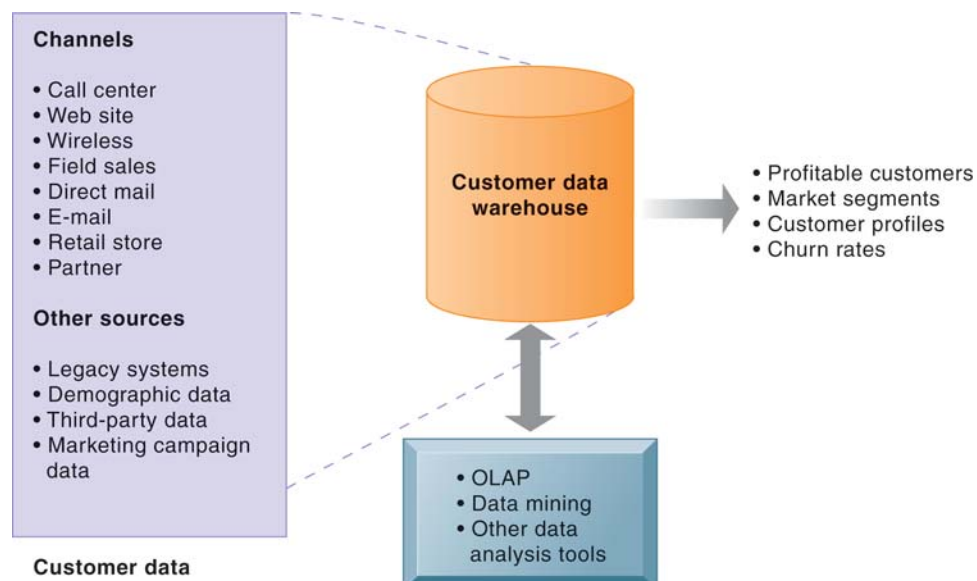 Channels
• Call center
• Web site
• Wireless
• Field sales
• Direct mail
• E-mail
• Retail store
• Partner
Other sources
• Legacy systems
• Demographic data
• Third-party data
• Marketing campaign
data
Customer data
Customer data
warehouse
• Profitable customers
• Market segments
• Customer profiles
• Churn rates
• OLAP
• Data mining
• Other data
analysis tools